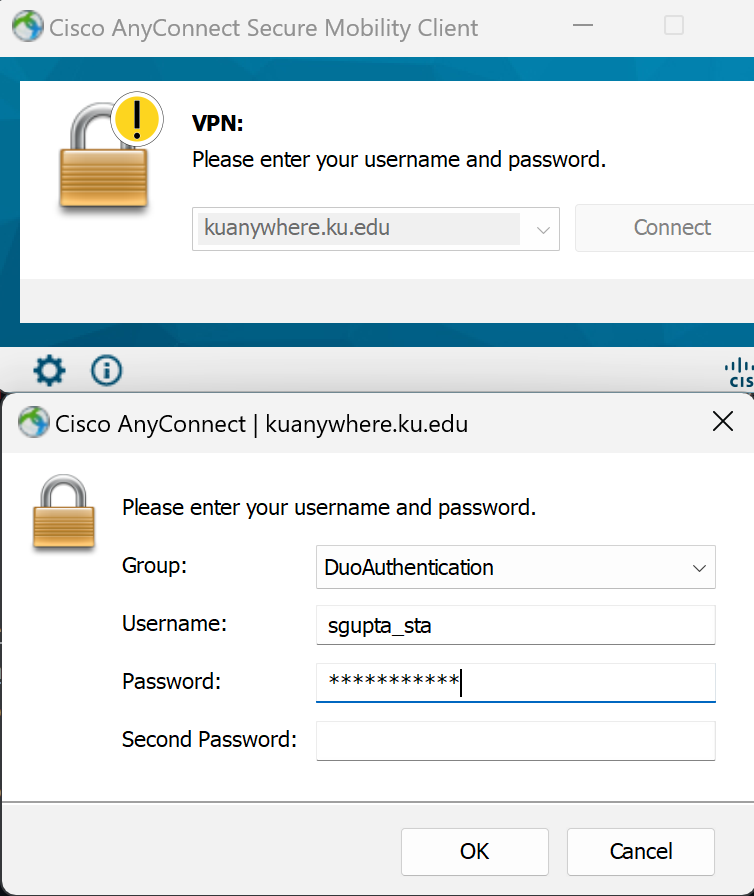 Cisco AnyConnect Secure Mobility Client
VPN:
Please enter your username and password.
kuanywhere.ku.edu
Connect
CIS
Cisco AnyConnect | kuanywhere.ku.edu
Please enter your username and password.
Group: DuoAuthentication
Username: sgupta_sta
Password: ***********
Second Password:
OK Cancel